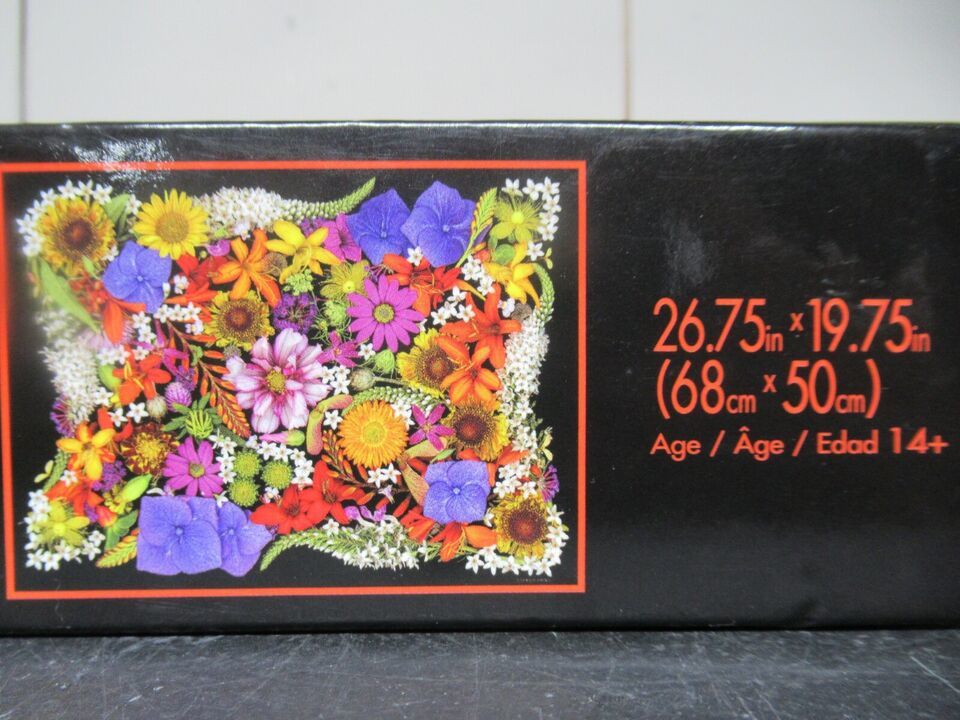 26.75in x 19.75in
(68cm x 50cm)
Age / Âge / Edad 14+